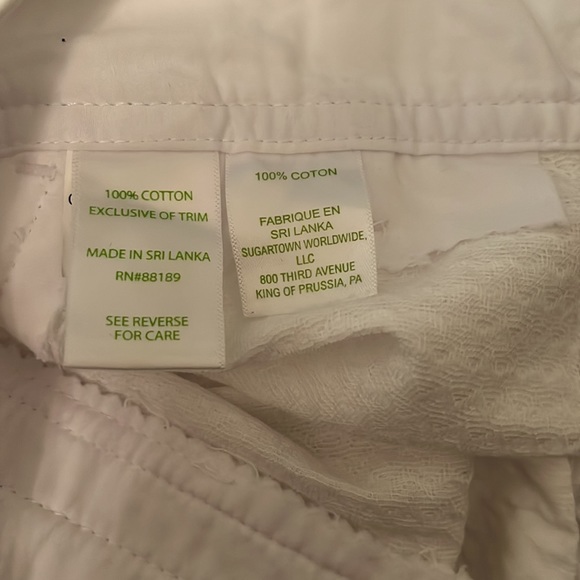 100% COTTON
EXCLUSIVE OF TRIM
MADE IN SRI LANKA
RN#88189
SEE REVERSE
FOR CARE
100% COTON
FABRIQUE EN
SRI LANKA
SUGARTOWN WORLDWIDE,
LLC
800 THIRD AVENUE
KING OF PRUSSIA, PA